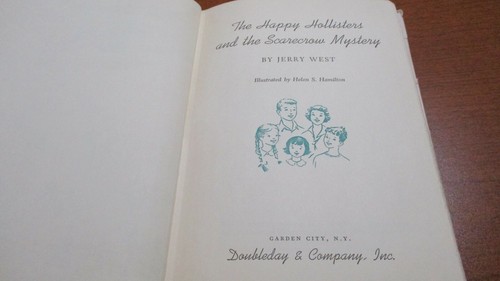 The Happy Hollisters
and the Scarecrow Mystery
BY JERRY WEST
Illustrated by Helen S. Hamilton
GARDEN CITY, N.Y.
Doubleday & Company, Inc.